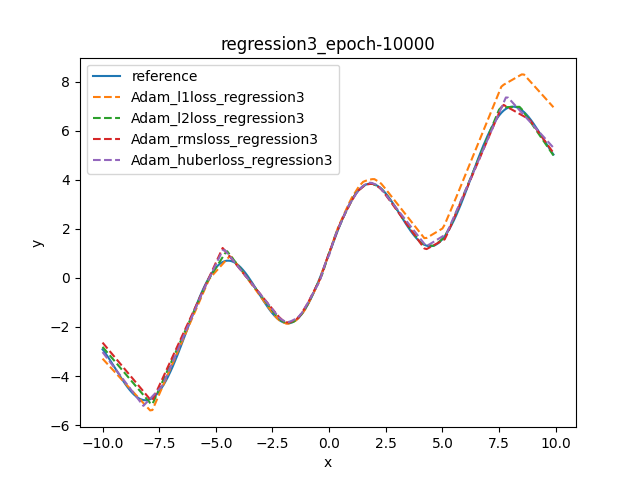 regression3_epoch-10000
reference
Adam_l1loss_regression3
Adam_l2loss_regression3
Adam_rmsloss_regression3
Adam_huberloss_regression3
y
8
6
4
2
0
−2
−4
−6
−10.0 −7.5 −5.0 −2.5 0.0 2.5 5.0 7.5 10.0
x